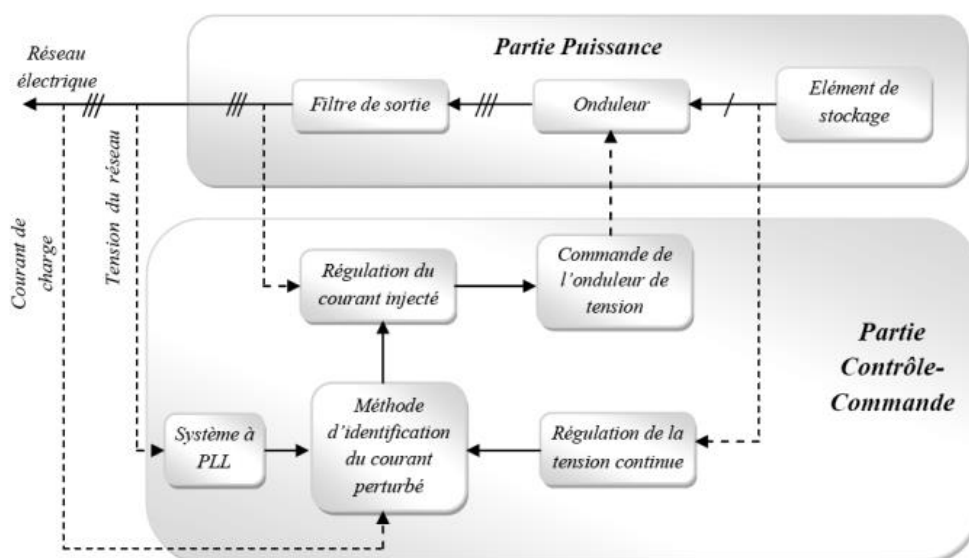 Partie Puissance
Réseau
électrique
Filtre de sortie
Onduleur
Elément de
stockage
Courant de
charge
Tension du réseau
Régulation du
courant injecté
Commande de
l'onduleur de
tension
Partie
Contrôle-
Commande
Système à
PLL
Méthode
d'identification
du courant
perturbé
Régulation de la
tension continue